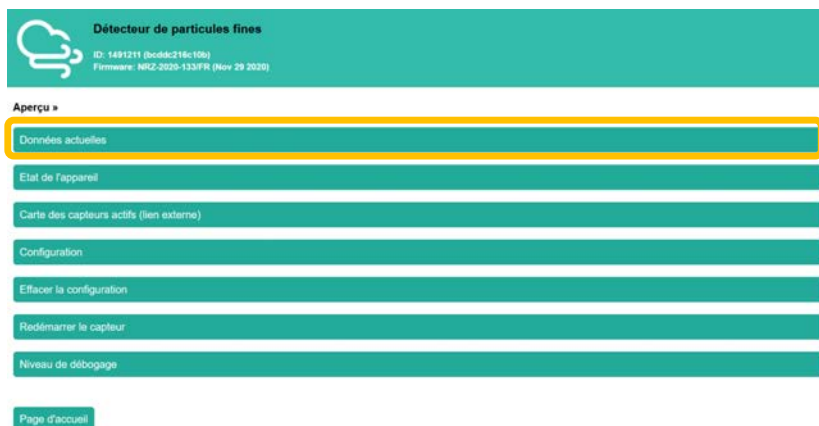 Détecteur de particules fines
ID: 1491211 (bcddc216c10b)
Firmware: NRZ-2020-133/FR (Nov 29 2020)
Aperçu »
Données actuelles
Etat de l'appareil
Carte des capteurs actifs (lien externe)
Configuration
Effacer la configuration
Redémarrer le capteur
Niveau de débogage
Page d'accueil